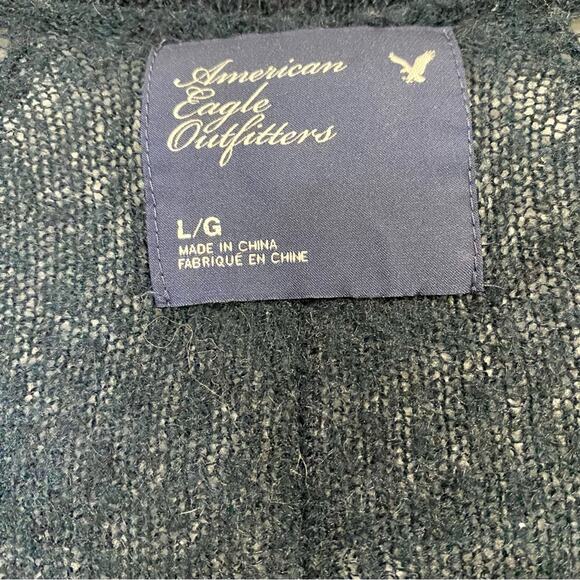 American
Eagle
Outfitters
L/G
MADE IN CHINA
FABRIQUÉ EN CHINE